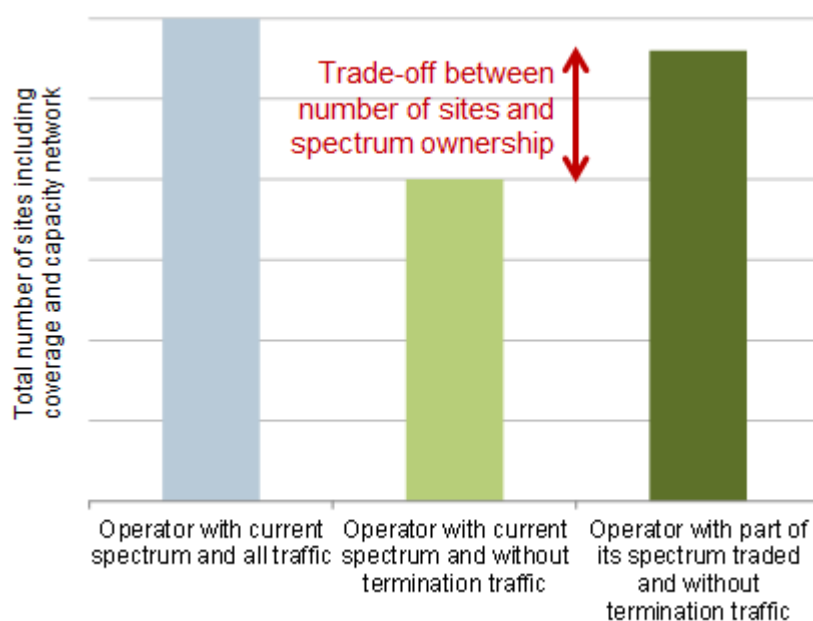 Total number of sites including
coverage and capacity network
Trade-off between
number of sites and
spectrum ownership
Operator with current
spectrum and all traffic
Operator with current
spectrum and without
termination traffic
Operator with part of
its spectrum traded
and without
termination traffic